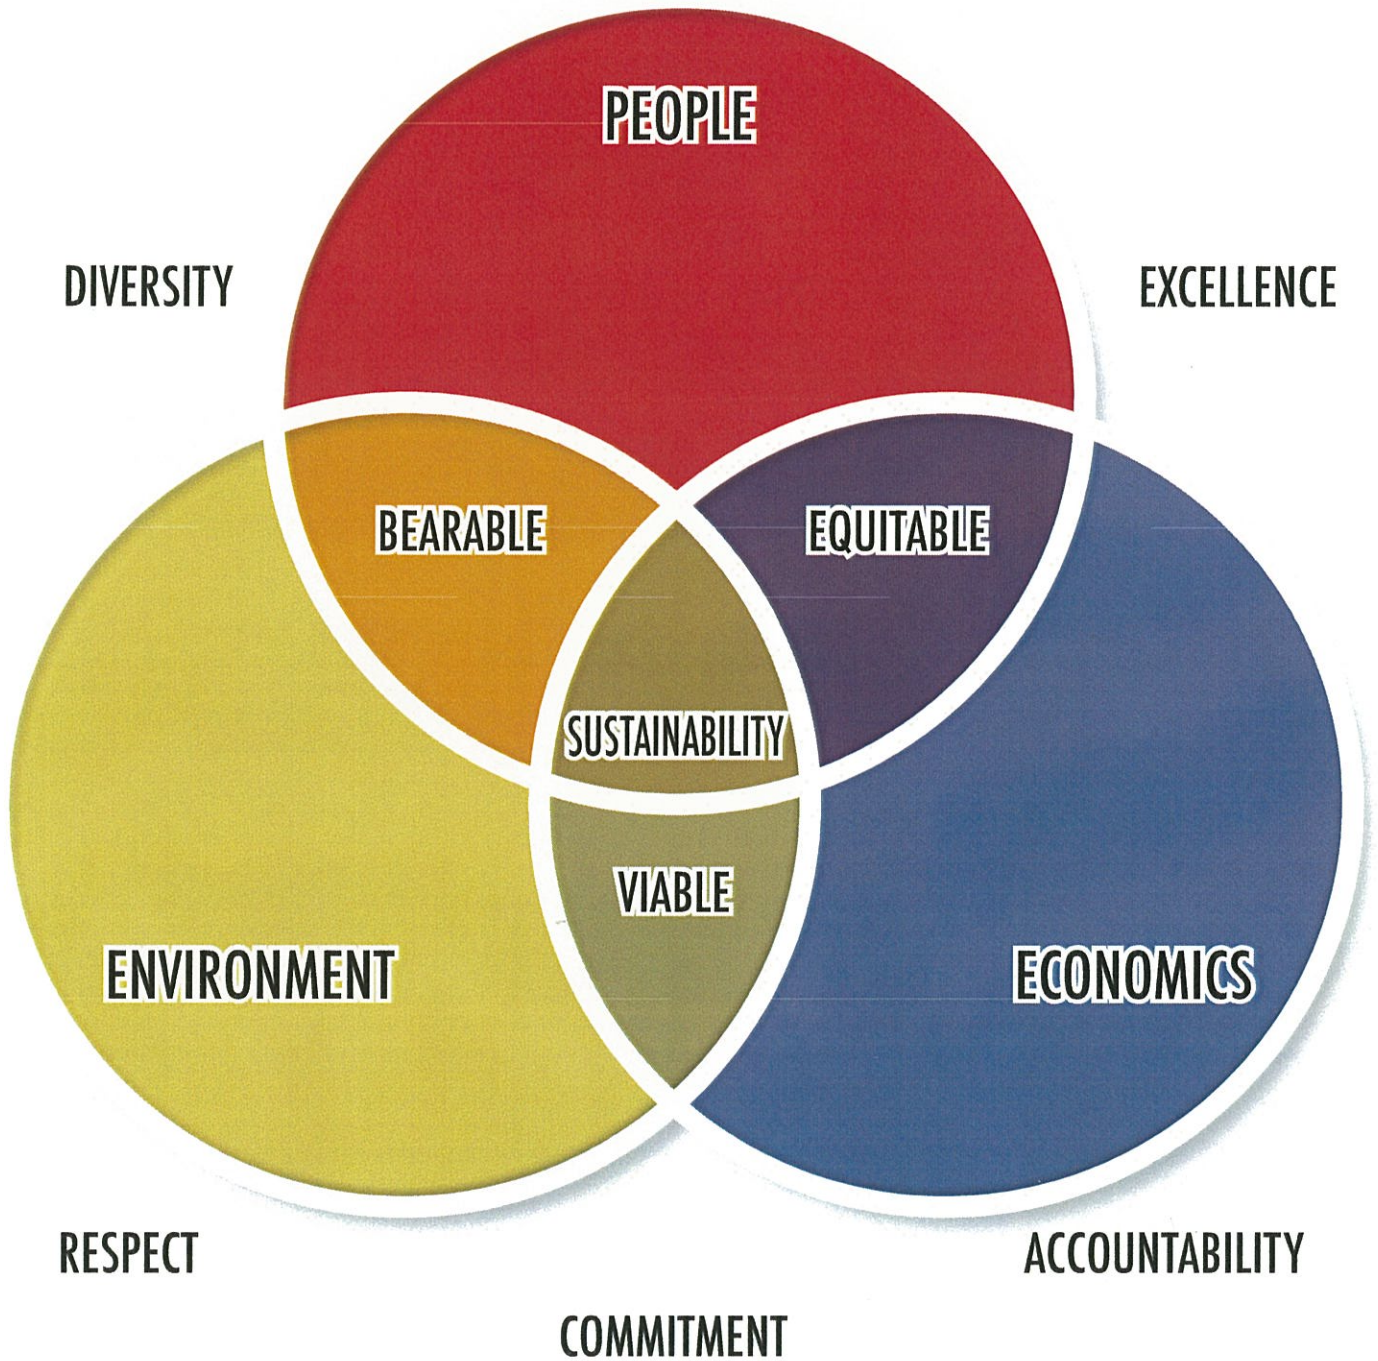 PEOPLE
DIVERSITY
EXCELLENCE
BEARABLE
EQUITABLE
SUSTAINABILITY
VIABLE
ENVIRONMENT
ECONOMICS
RESPECT
ACCOUNTABILITY
COMMITMENT